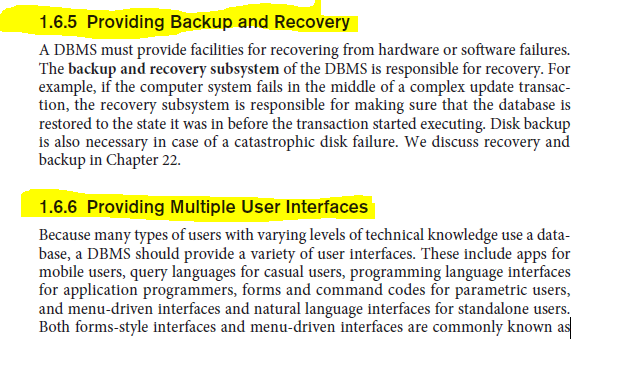 1.6.5 Providing Backup and Recovery
A DBMS must provide facilities for recovering from hardware or software failures.
The backup and recovery subsystem of the DBMS is responsible for recovery. For
example, if the computer system fails in the middle of a complex update transac-
tion, the recovery subsystem is responsible for making sure that the database is
restored to the state it was in before the transaction started executing. Disk backup
is also necessary in case of a catastrophic disk failure. We discuss recovery and
backup in Chapter 22.
1.6.6 Providing Multiple User Interfaces
Because many types of users with varying levels of technical knowledge use a data-
base, a DBMS should provide a variety of user interfaces. These include apps for
mobile users, query languages for casual users, programming language interfaces
for application programmers, forms and command codes for parametric users,
and menu-driven interfaces and natural language interfaces for standalone users.
Both forms-style interfaces and menu-driven interfaces are commonly known as